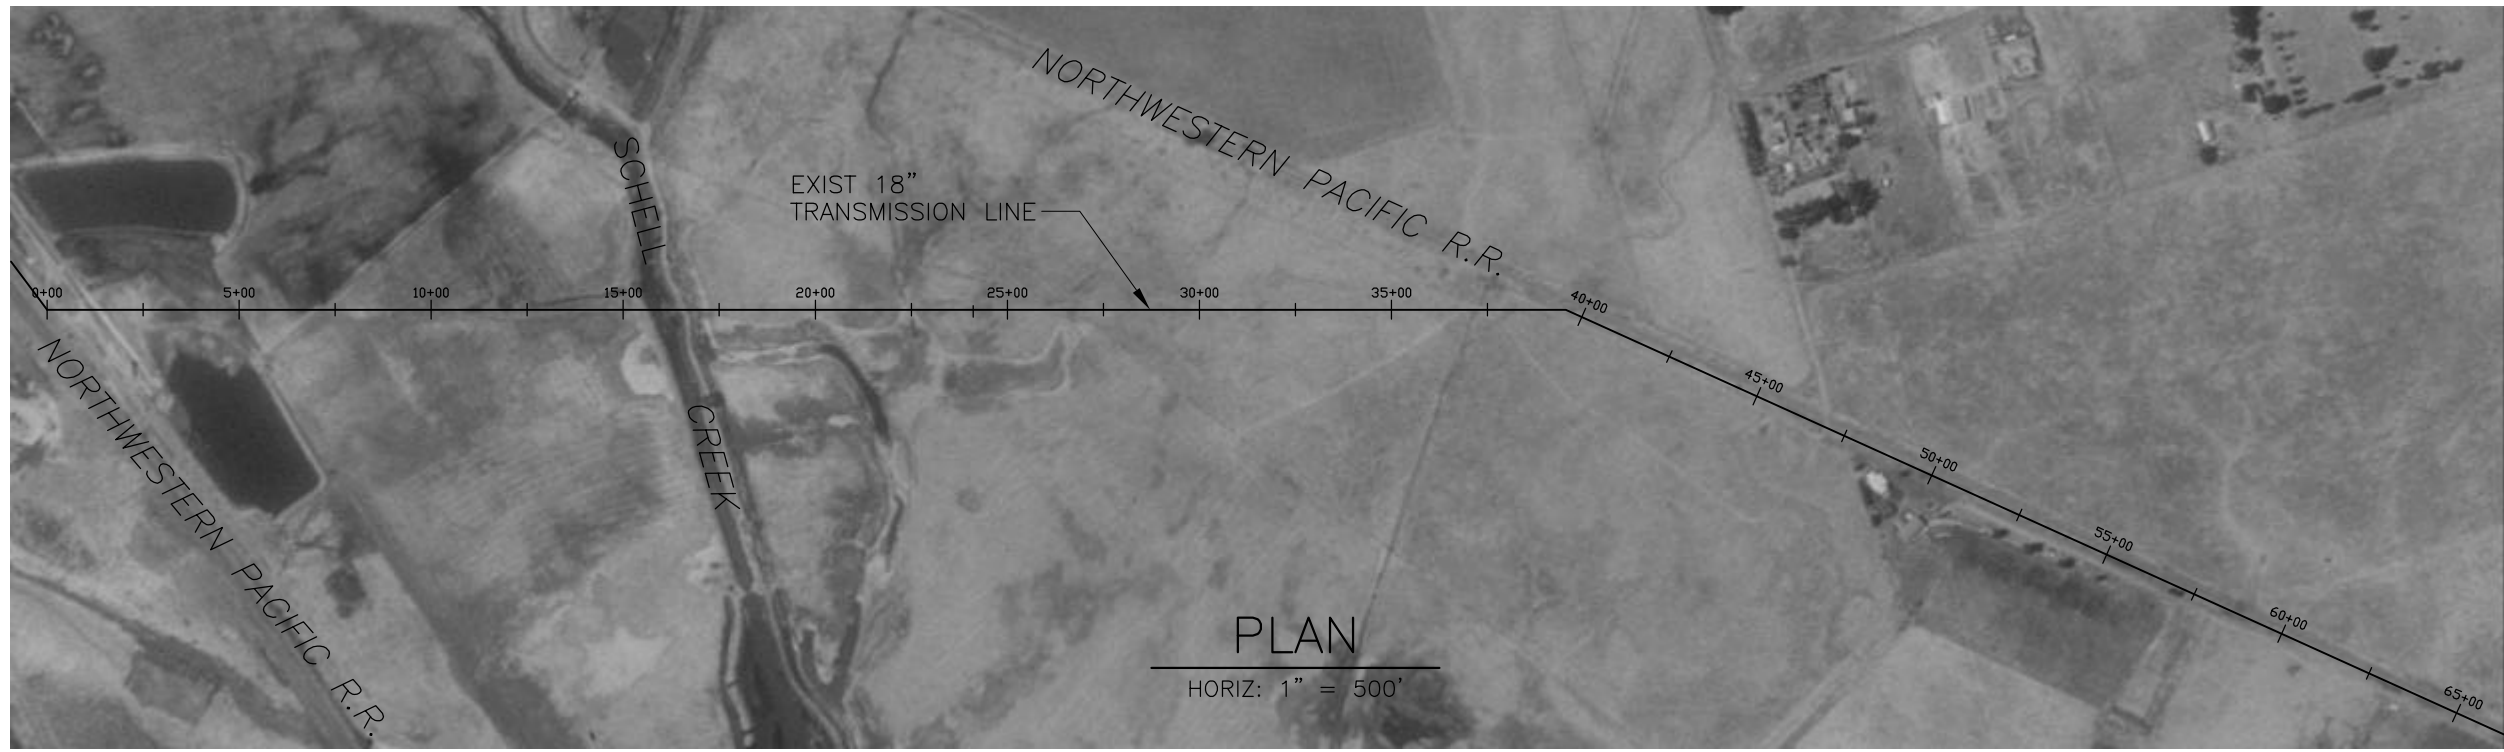 NORTHWESTERN PACIFIC R.R.
SCHELL
CREEK
EXIST 18"
TRANSMISSION LINE
0+00
5+00
10+00
15+00
20+00
25+00
30+00
35+00
40+00
45+00
50+00
55+00
60+00
65+00
NORTHWESTERN PACIFIC R.R.
PLAN
HORIZ: 1" = 500'